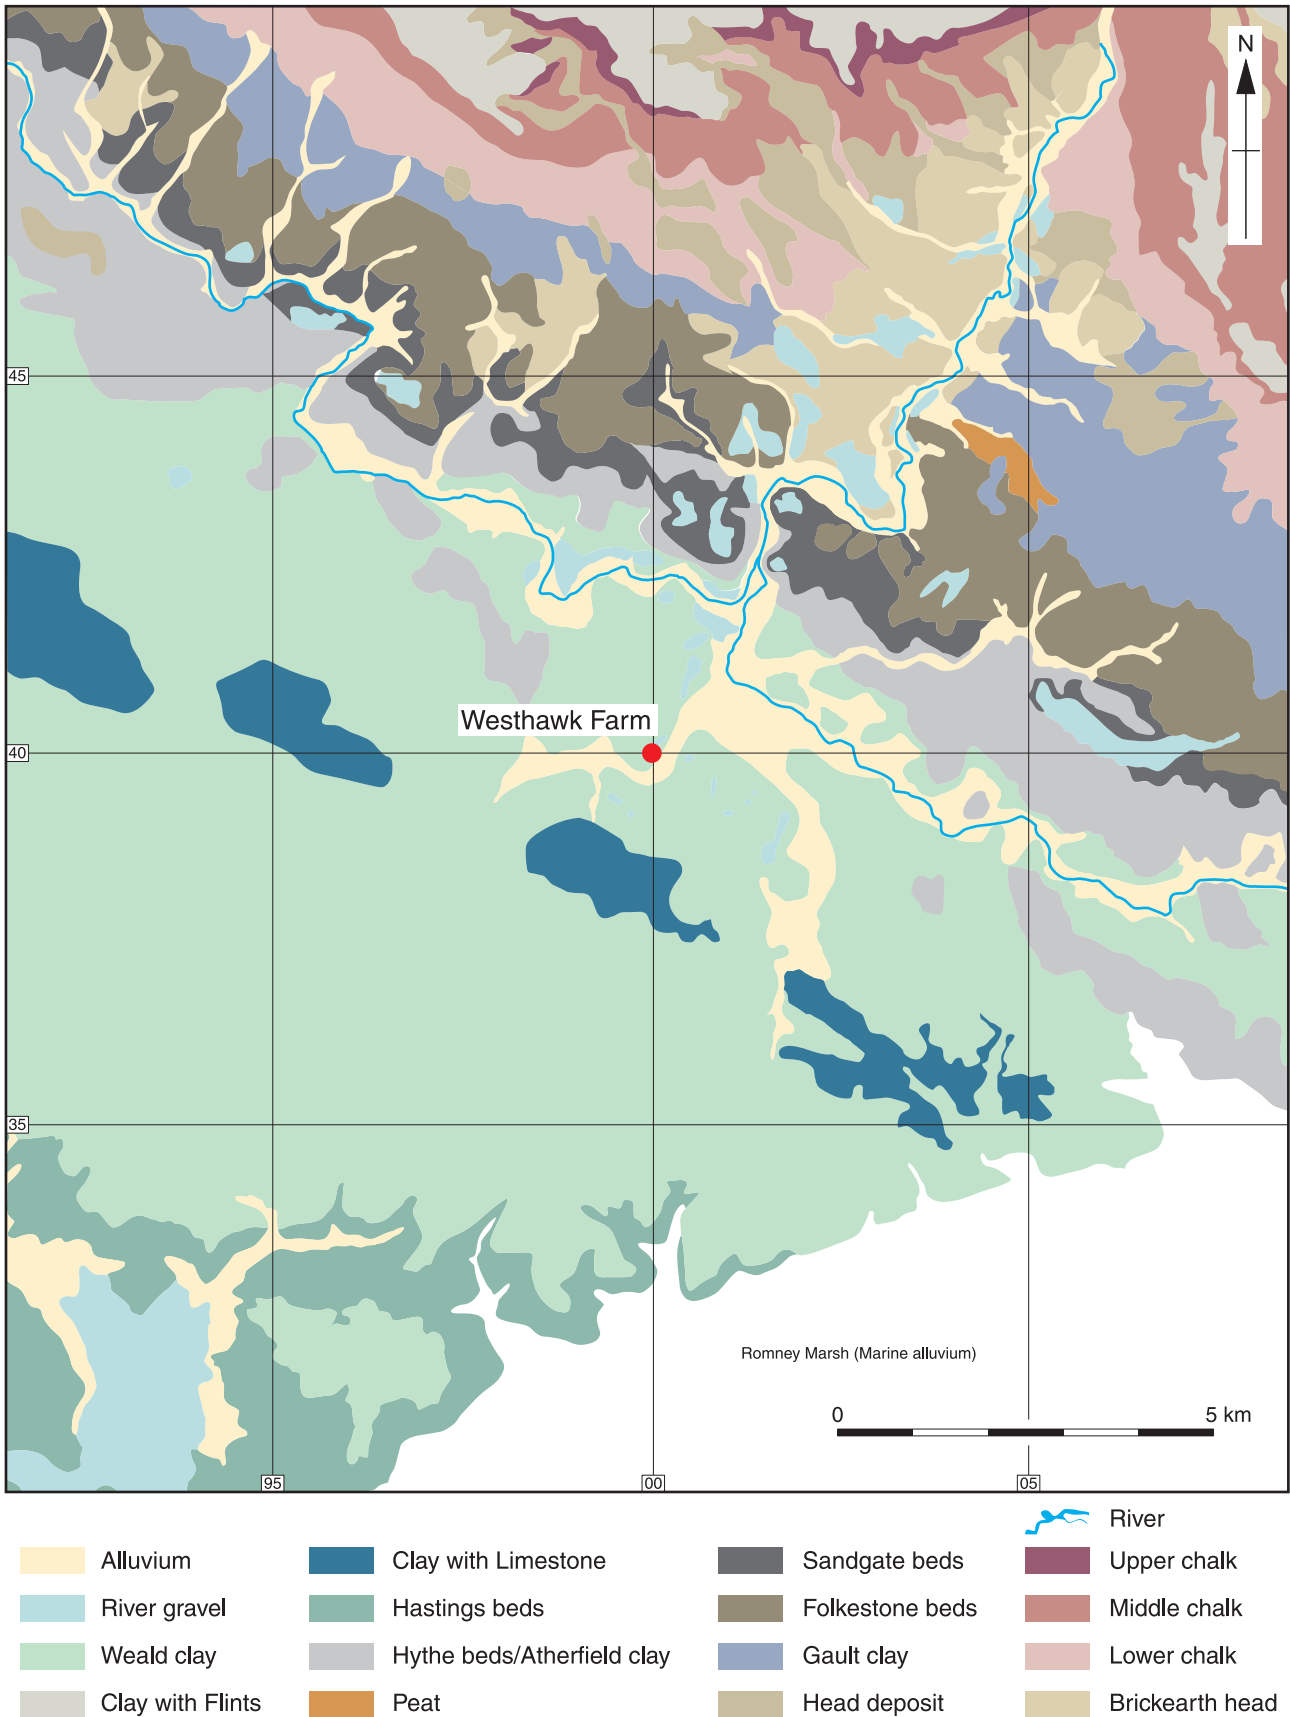 N
45
Westhawk Farm
40
35
Romney Marsh (Marine alluvium)
0 5 km
95 00 05
River
Alluvium Clay with Limestone Sandgate beds Upper chalk
River gravel Hastings beds Folkestone beds Middle chalk
Weald clay Hythe beds/Atherfield clay Gault clay Lower chalk
Clay with Flints Peat Head deposit Brickearth head